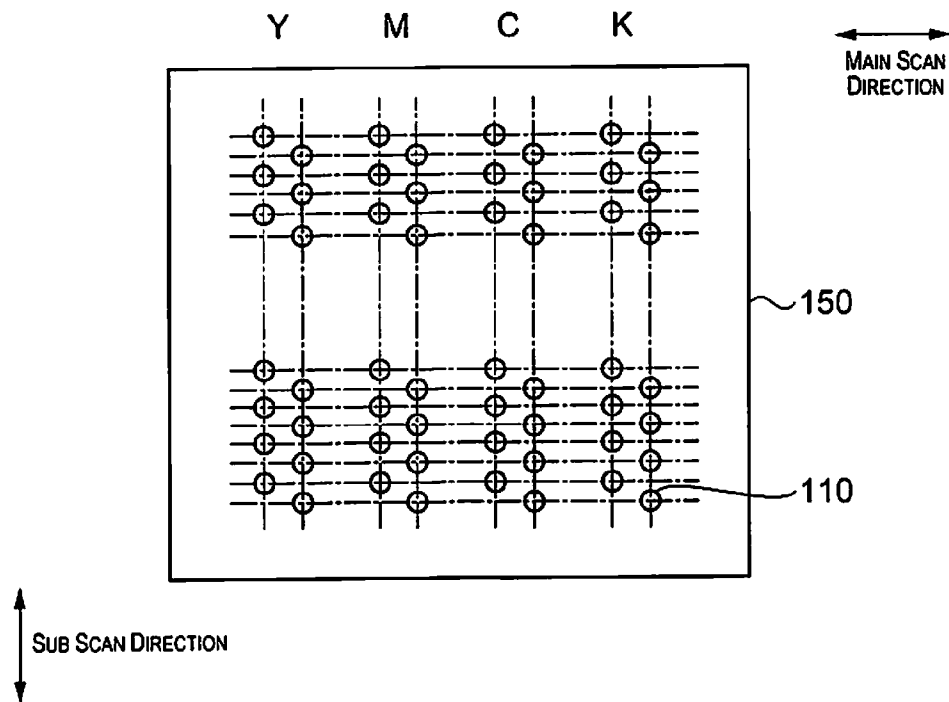 Y M C K
MAIN SCAN
DIRECTION
150
110
SUB SCAN DIRECTION